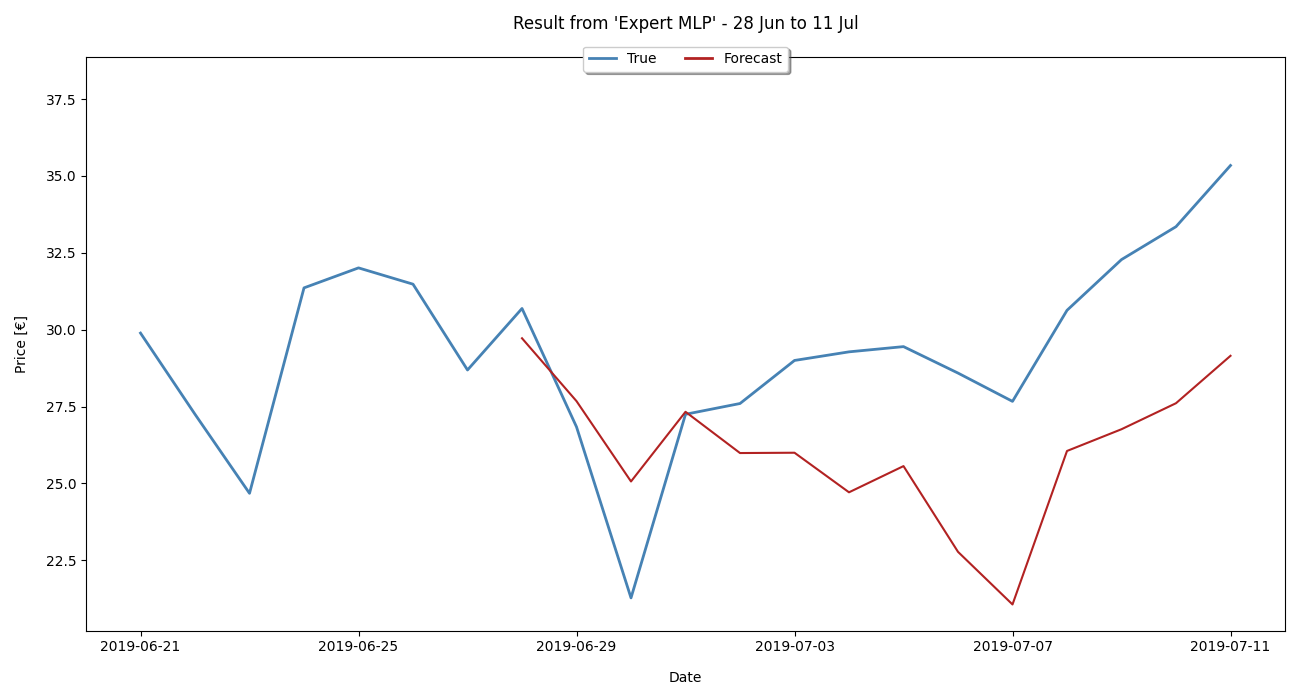 Result from 'Expert MLP' - 28 Jun to 11 Jul
True Forecast
37.5
35.0
32.5
30.0
27.5
25.0
22.5
Price [€]
2019-06-21 2019-06-25 2019-06-29 2019-07-03 2019-07-07 2019-07-11
Date